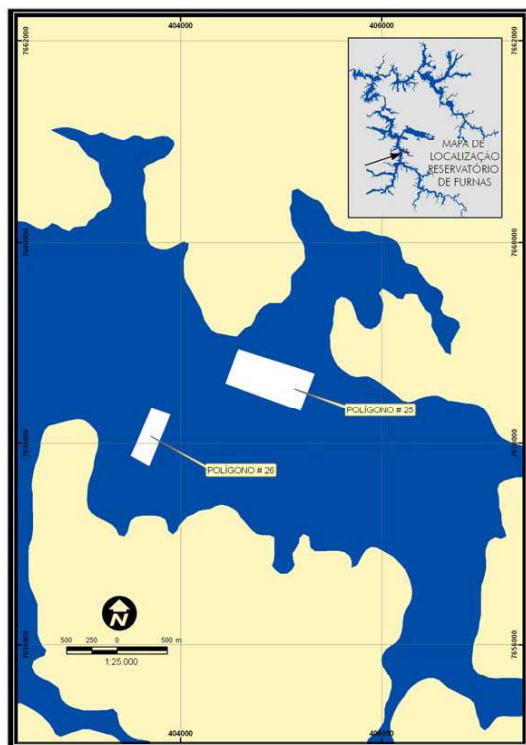 404000
406000
7662000
7662000
MAPA DE
LOCALIZAÇÃO
RESERVATÓRIO
DE FURNAS
7660000
7660000
POLÍGONO # 25
7658000
7658000
POLÍGONO # 26
N
500 250 0 500 m
1:25.000
7656000
7656000
404000
406000